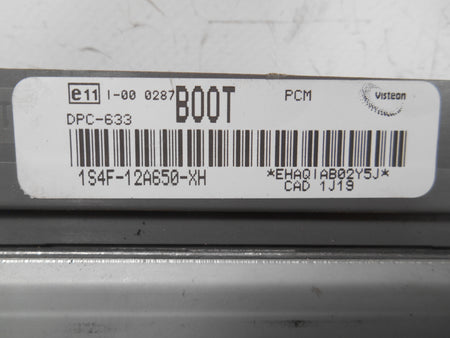 e11 I-00 0287 BOOT PCM Visteon
DPC-633
1S4F-12A650-XH *EHAQIAB02Y5J*
CAD 1J19